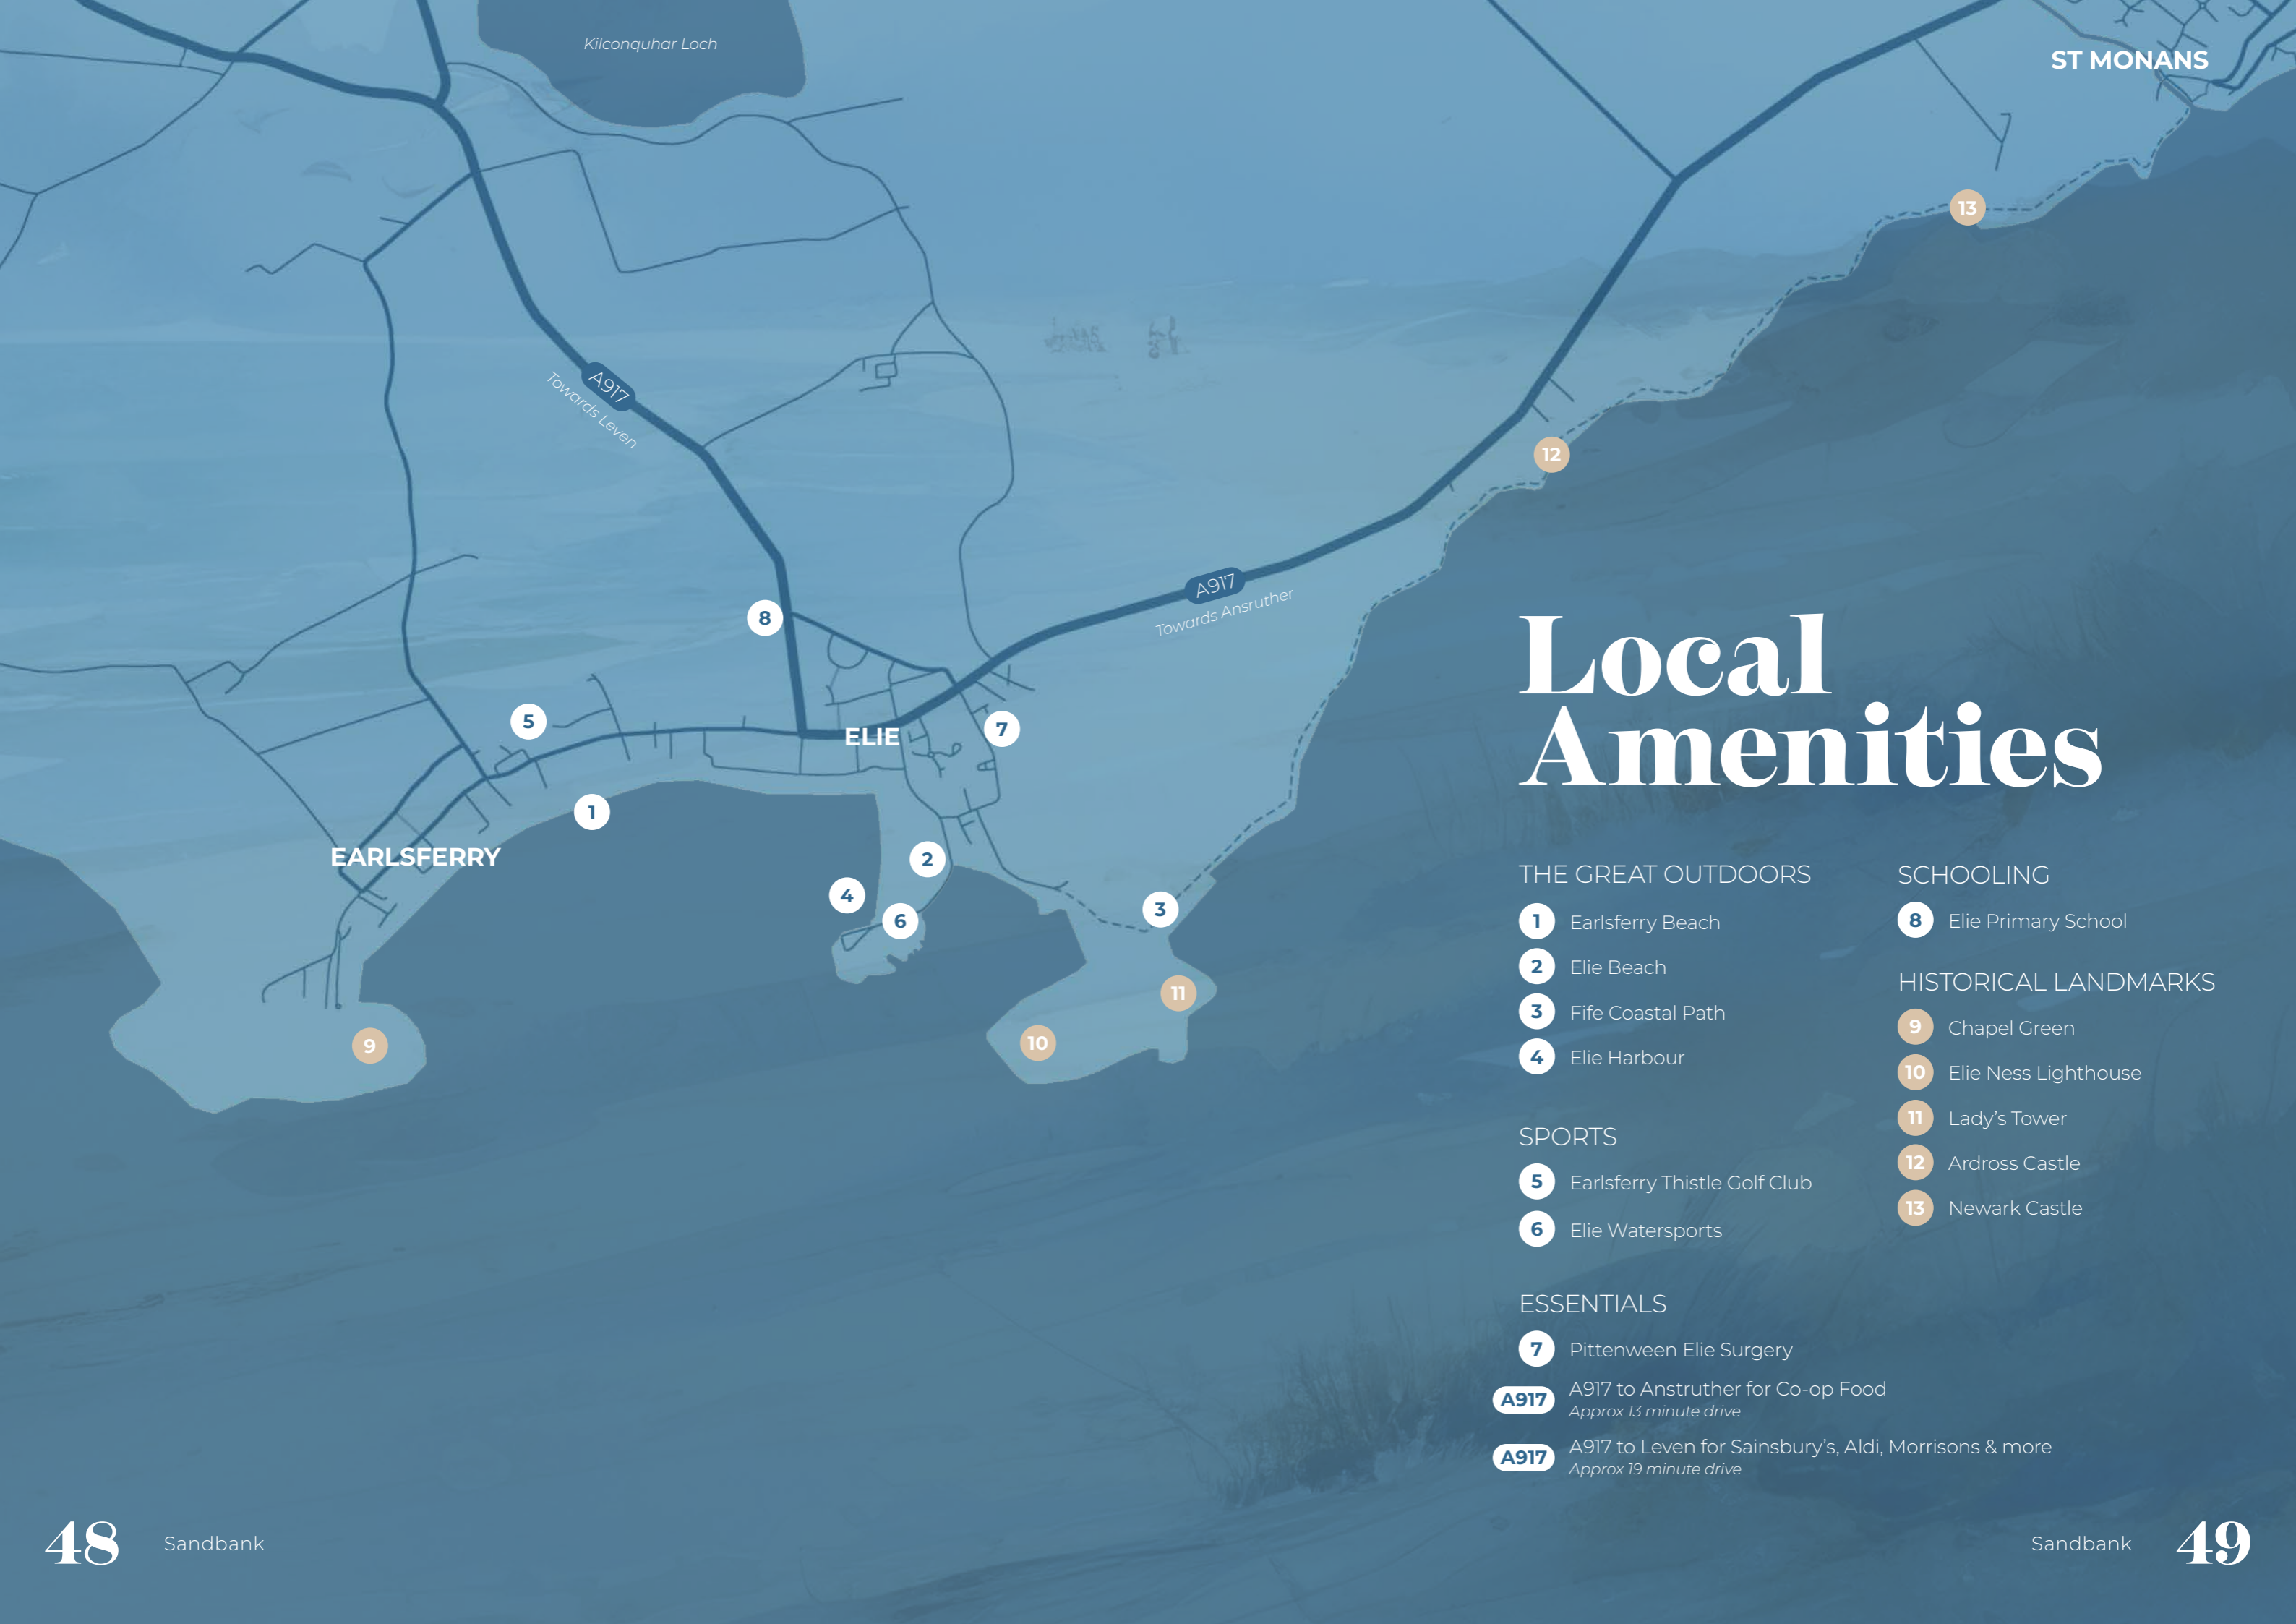 Kilconquhar Loch
ST MONANS
13
A917
Towards Leven
12
A917
Towards Ansruther
8
5
ELIE
7
1
EARLSFERRY
2
4
6
3
11
10
9
Local
Amenities
THE GREAT OUTDOORS
1 Earlsferry Beach
2 Elie Beach
3 Fife Coastal Path
4 Elie Harbour
SPORTS
5 Earlsferry Thistle Golf Club
6 Elie Watersports
ESSENTIALS
7 Pittenween Elie Surgery
A917 A917 to Anstruther for Co-op Food
Approx 13 minute drive
A917 A917 to Leven for Sainsbury's, Aldi, Morrisons & more
Approx 19 minute drive
SCHOOLING
8 Elie Primary School
HISTORICAL LANDMARKS
9 Chapel Green
10 Elie Ness Lighthouse
11 Lady's Tower
12 Ardross Castle
13 Newark Castle
48 Sandbank
Sandbank 49